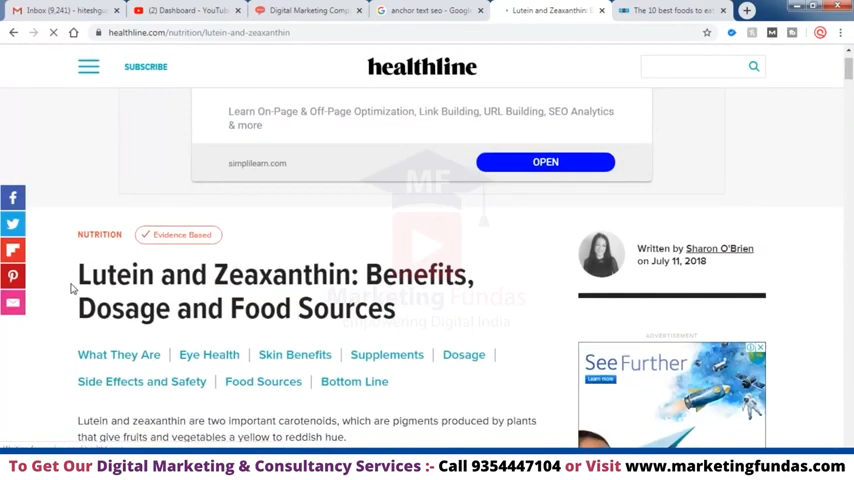 Inbox (9,241) - hiteshgu
(2) Dashboard - YouTu
Digital Marketing Comp
anchor text seo - Google
Lutein and Zeaxanthin: B
The 10 best foods to ea
healthline.com/nutrition/lutein-and-zeaxanthin
SUBSCRIBE
healthline
Learn On-Page & Off-Page Optimization, Link Building, URL Building, SEO Analytics
& more
simplilearn.com
OPEN
MF
NUTRITION
Evidence Based
Written by Sharon O'Brien
on July 11, 2018
Lutein and Zeaxanthin: Benefits,
Dosage and Food Sources
Marketing Fundas
Empowering Digital India
ADVERTISEMENT
What They Are
Eye Health
Skin Benefits
Supplements
Dosage
Side Effects and Safety
Food Sources
Bottom Line
See Further
Learn more
Lutein and zeaxanthin are two important carotenoids, which are pigments produced by plants
that give fruits and vegetables a yellow to reddish hue.
To Get Our Digital Marketing & Consultancy Services :- Call 9354447104 or Visit www.marketingfundas.com